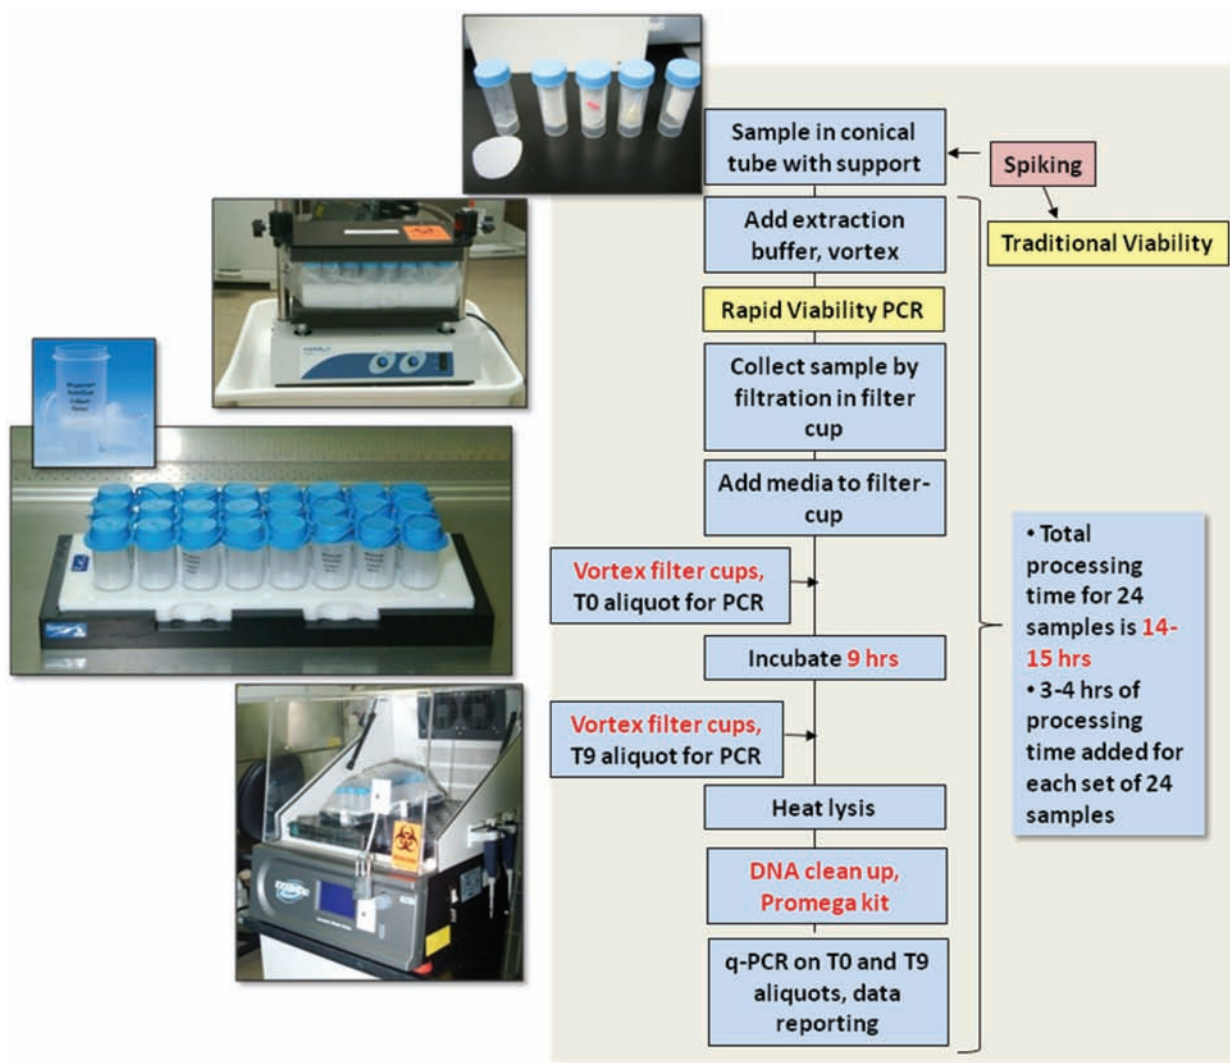 Sample in conical
tube with support
Spiking
Add extraction
buffer, vortex
Traditional Viability
Rapid Viability PCR
Collect sample by
filtration in filter
cup
Add media to filter-
cup
Vortex filter cups,
T0 aliquot for PCR
Incubate 9 hrs
Vortex filter cups,
T9 aliquot for PCR
Heat lysis
DNA clean up,
Promega kit
q-PCR on T0 and T9
aliquots, data
reporting
• Total
processing
time for 24
samples is 14-
15 hrs
• 3-4 hrs of
processing
time added for
each set of 24
samples